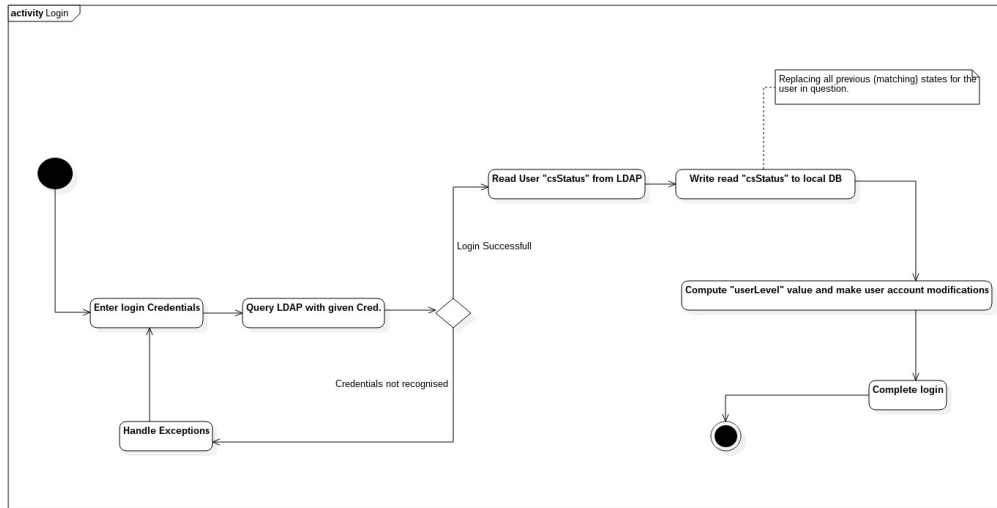 activity Login
Replacing all previous (matching) states for the
user in question.
Read User "csStatus" from LDAP
Write read "csStatus" to local DB
Login Successfull
Compute "userLevel" value and make user account modifications
Enter login Credentials
Query LDAP with given Cred.
Credentials not recognised
Complete login
Handle Exceptions